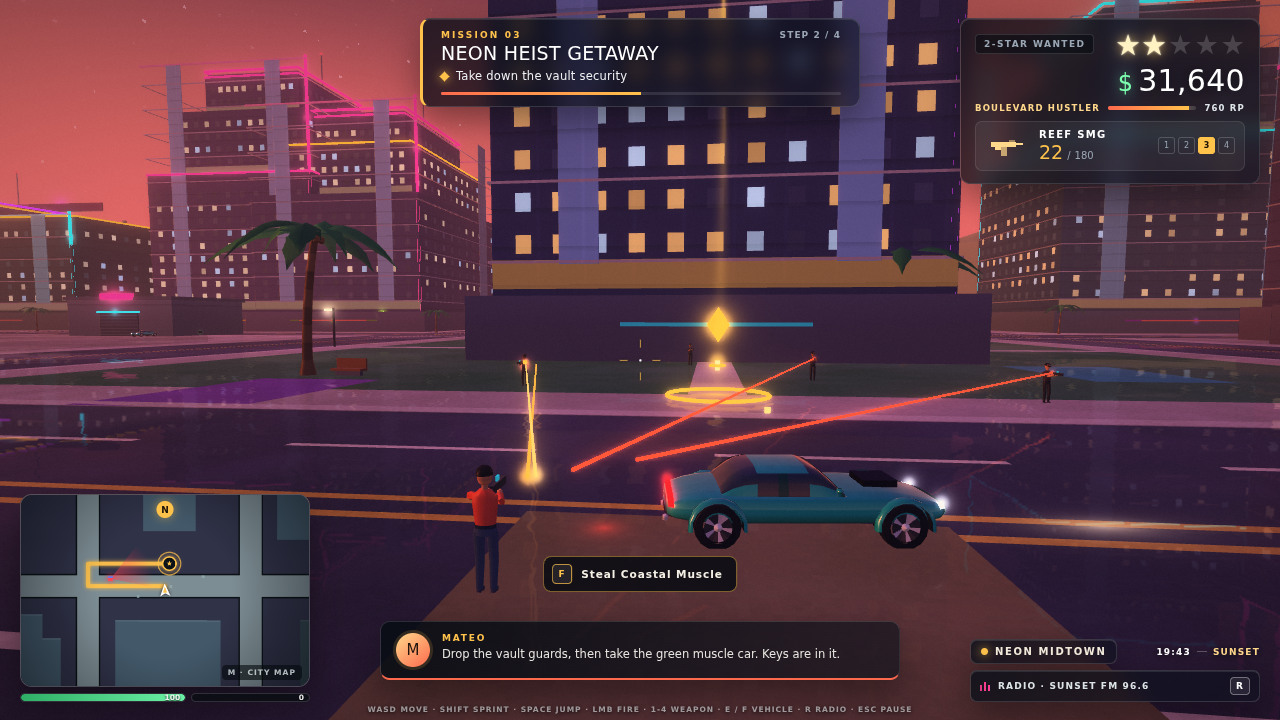 MISSION 03
STEP 2 / 4
NEON HEIST GETAWAY
Take down the vault security
2-STAR WANTED
$ 31,640
BOULEVARD HUSTLER
760 RP
REEF SMG
22 / 180
1 2 3 4
N
M · CITY MAP
100
0
F Steal Coastal Muscle
M
MATEO
Drop the vault guards, then take the green muscle car. Keys are in it.
NEON MIDTOWN
19:43 — SUNSET
RADIO · SUNSET FM 96.6
R
WASD MOVE · SHIFT SPRINT · SPACE JUMP · LMB FIRE · 1-4 WEAPON · E / F VEHICLE · R RADIO · ESC PAUSE